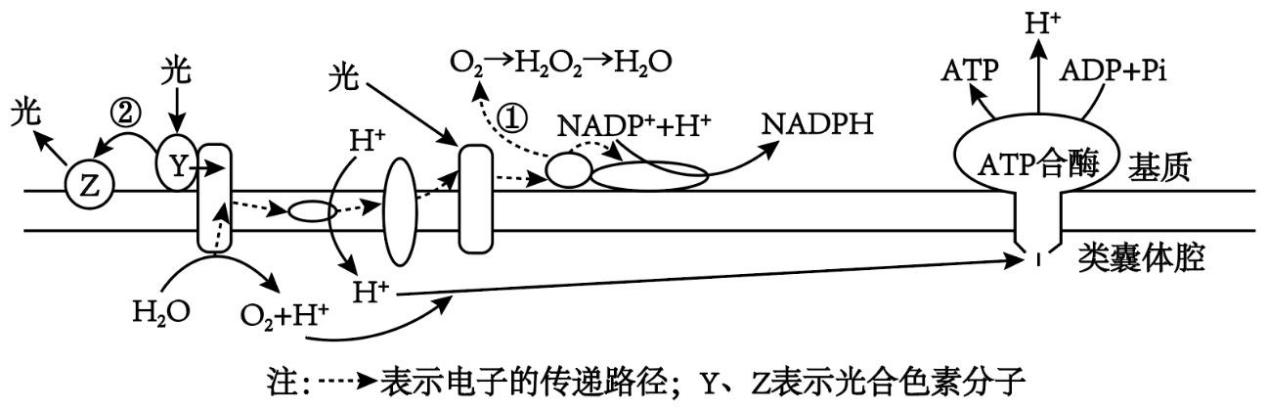 H⁺
光 O₂→H₂O₂→H₂O ATP ADP+Pi
光 ② 光 ① NADP⁺+H⁺ NADPH
H⁺
Y ATP合酶 基质
Z
类囊体腔
H₂O O₂+H⁺ H⁺
注: 表示电子的传递路径；Y、Z表示光合色素分子